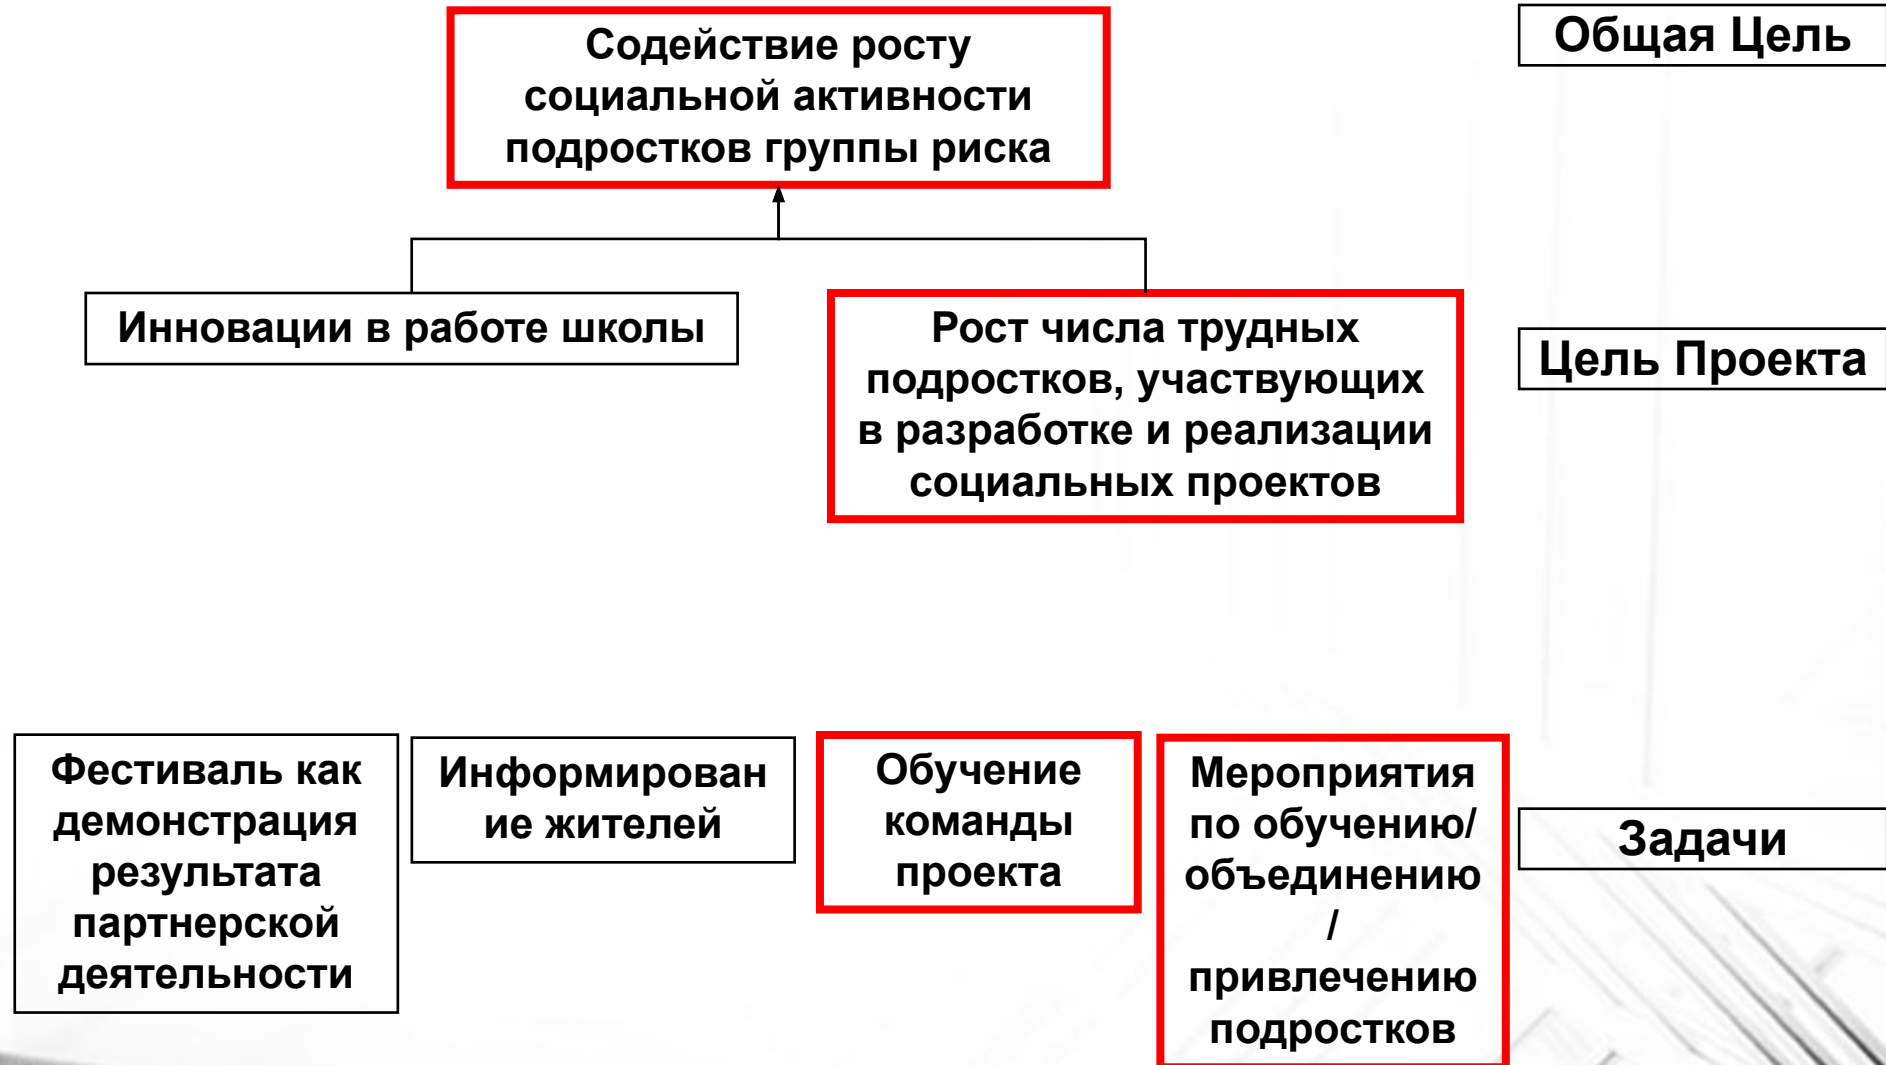 Содействие росту
социальной активности
подростков группы риска
Общая Цель
Инновации в работе школы
Рост числа трудных
подростков, участвующих
в разработке и реализации
социальных проектов
Цель Проекта
Фестиваль как
демонстрация
результата
партнерской
деятельности
Информирован
ие жителей
Обучение
команды
проекта
Мероприятия
по обучению/
объединению
/
привлечению
подростков
Задачи